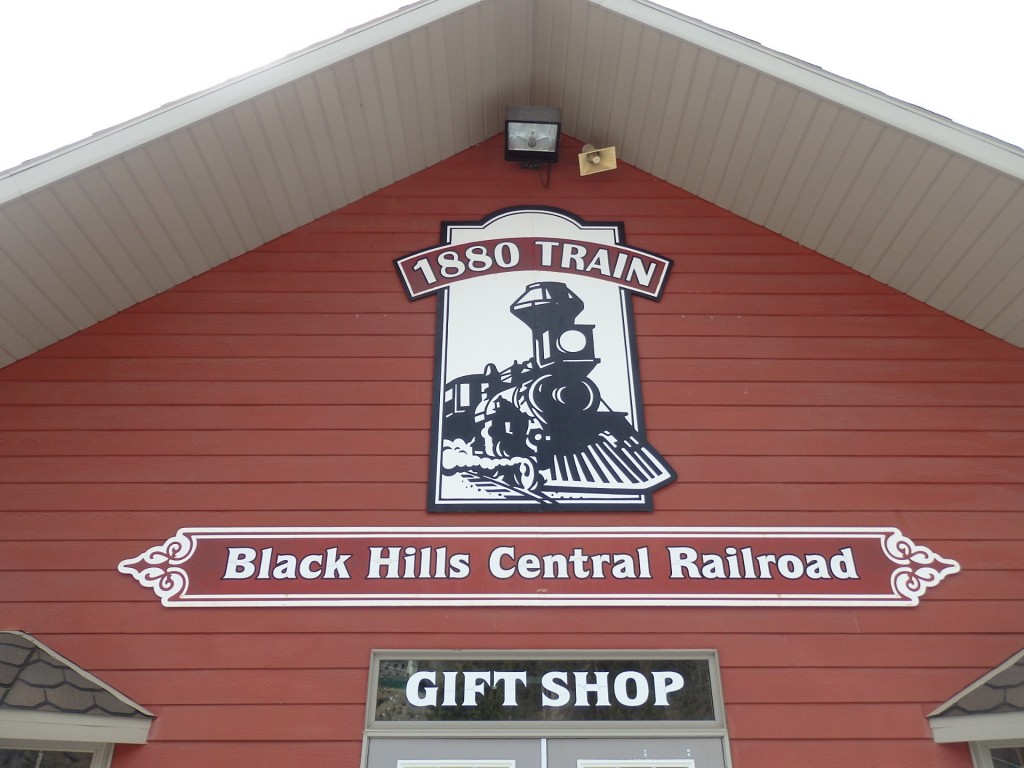 1880 TRAIN
Black Hills Central Railroad
GIFT SHOP